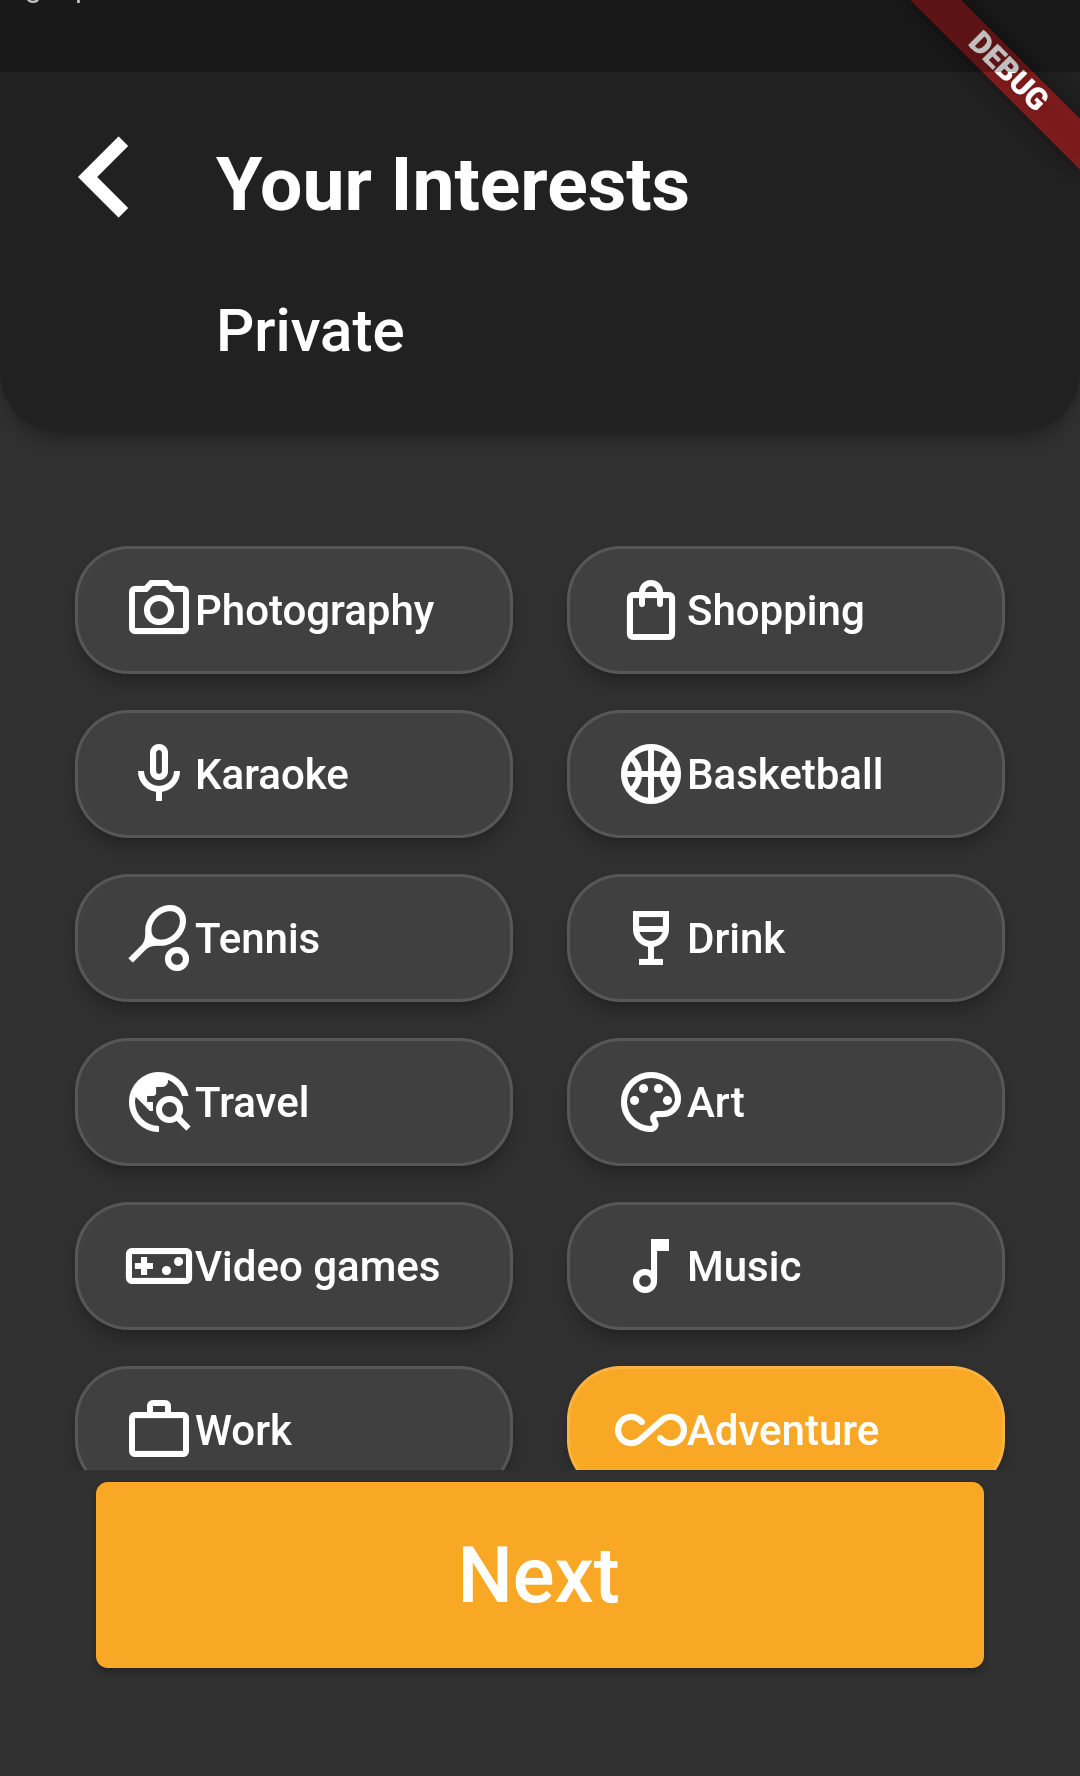 DEBUG
Your Interests
Private
Photography
Shopping
Karaoke
Basketball
Tennis
Drink
Travel
Art
Video games
Music
Work
Adventure
Next